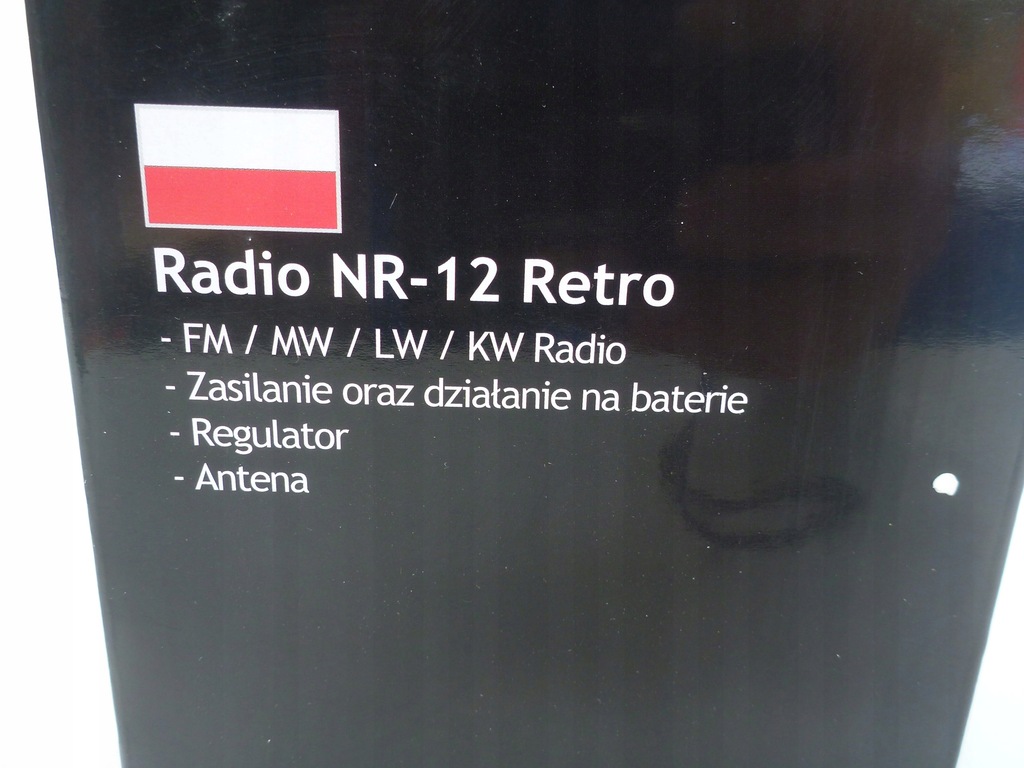 Radio NR-12 Retro
- FM / MW / LW / KW Radio
- Zasilanie oraz działanie na baterie
- Regulator
- Antena